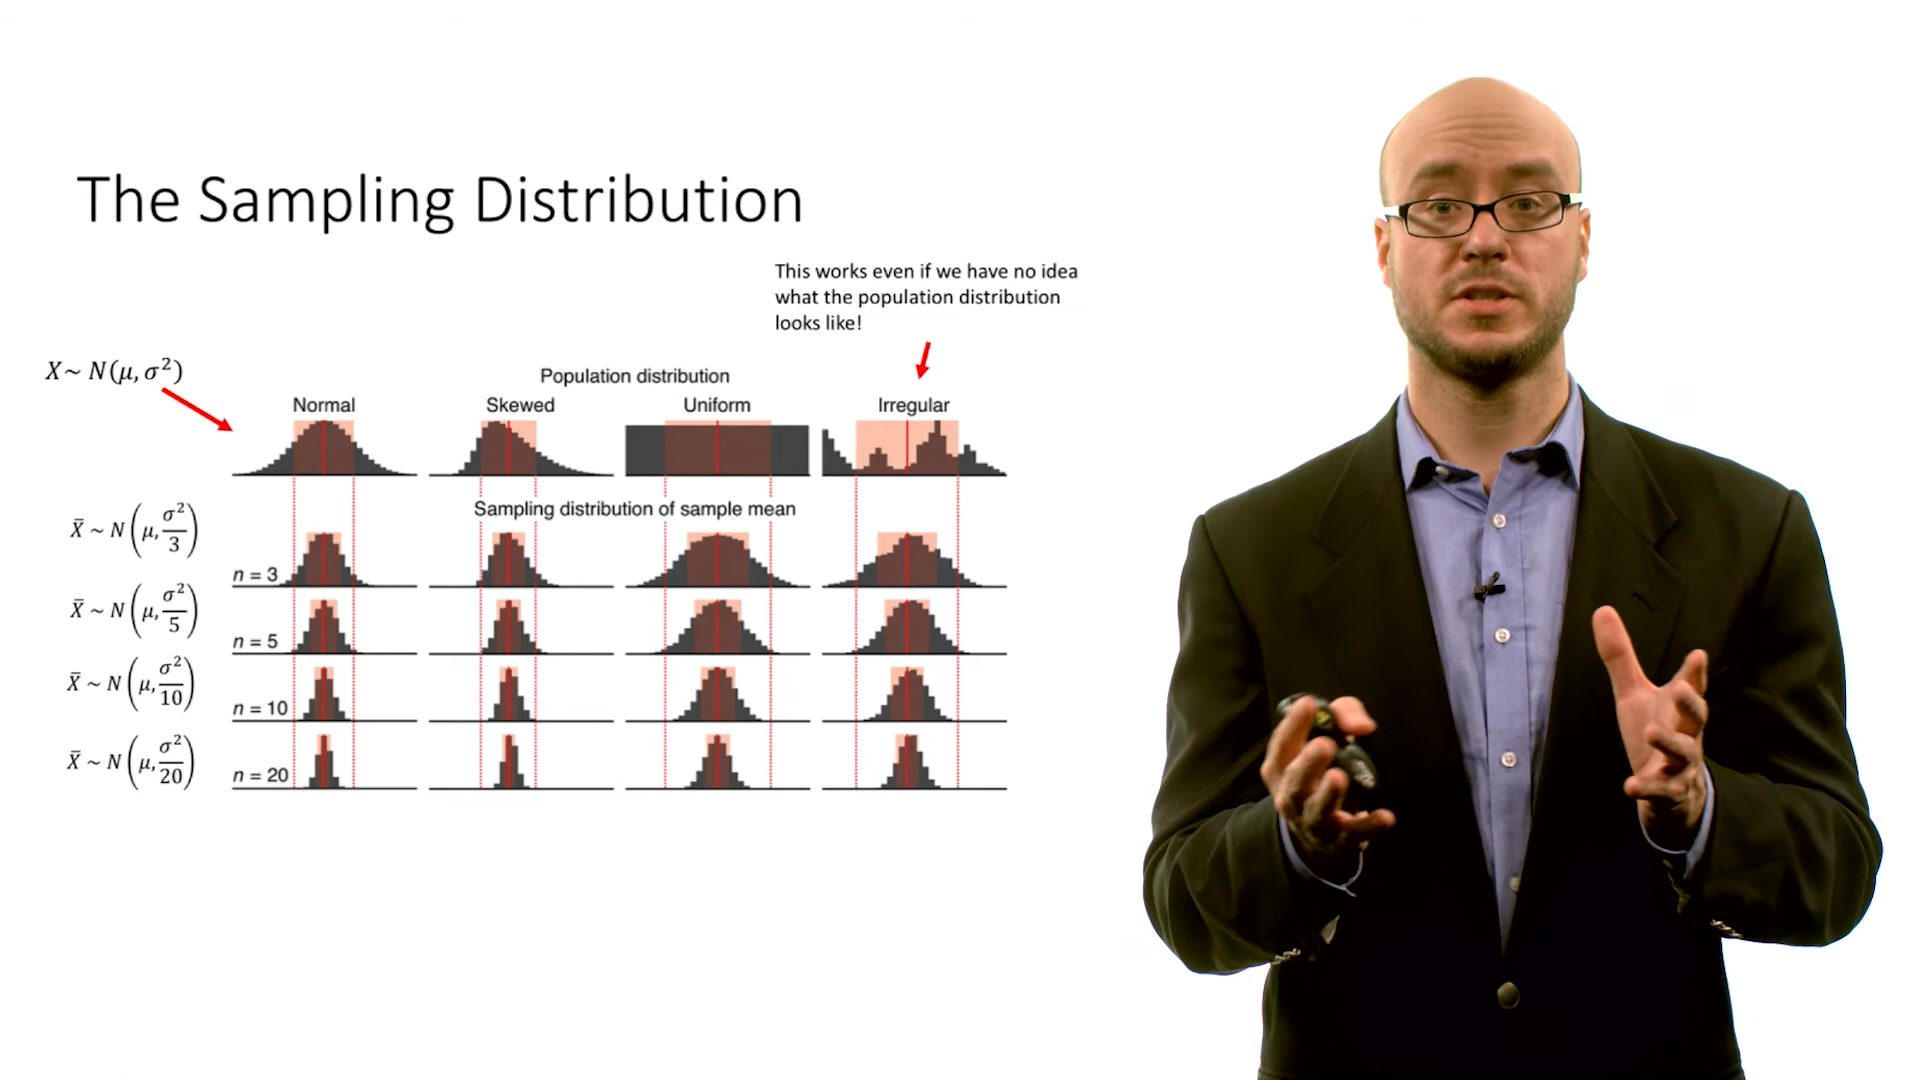 The Sampling Distribution
This works even if we have no idea
what the population distribution
looks like!
X~ N(μ, σ²)
Population distribution
Normal Skewed Uniform Irregular
Sampling distribution of sample mean
X̄ ~ N(μ, σ²/3)
n = 3
X̄ ~ N(μ, σ²/5)
n = 5
X̄ ~ N(μ, σ²/10)
n = 10
X̄ ~ N(μ, σ²/20)
n = 20